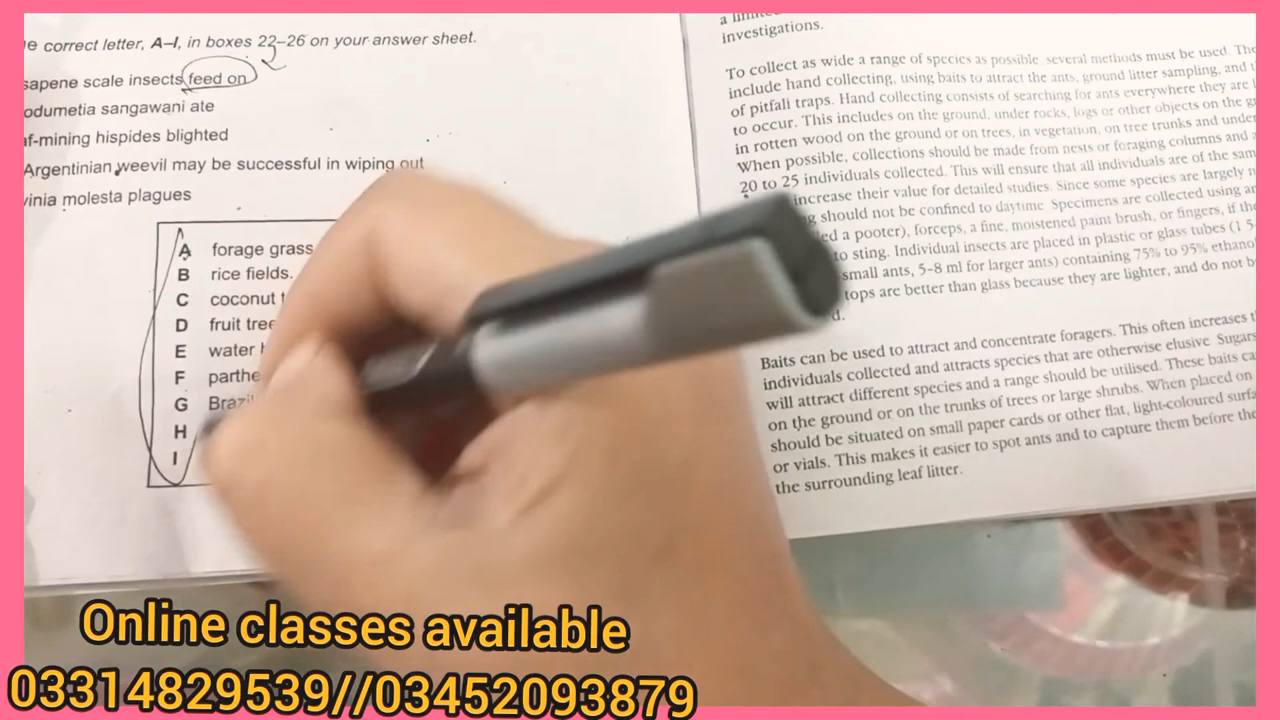 e correct letter, A–I, in boxes 22–26 on your answer sheet.
sapene scale insects feed on
odumetia sangawani ate
af-mining hispides blighted
Argentinian weevil may be successful in wiping out
vinia molesta plagues
A forage grass
B rice fields.
C coconut t
D fruit tree
E water h
F parthe
G Brazil
H
I
investigations.
To collect as wide a range of species as possible, several methods must be used. The
include hand collecting, using baits to attract the ants, ground litter sampling, and t
of pitfall traps. Hand collecting consists of searching for ants everywhere they are l
to occur. This includes on the ground, under rocks, logs or other objects on the g
in rotten wood on the ground or on trees, in vegetation, on tree trunks and under
When possible, collections should be made from nests or foraging columns and a
20 to 25 individuals collected. This will ensure that all individuals are of the sam
increase their value for detailed studies. Since some species are largely n
g should not be confined to daytime. Specimens are collected using an
ed a pooter), forceps, a fine, moistened paint brush, or fingers, if the
to sting. Individual insects are placed in plastic or glass tubes (1 5-
small ants, 5–8 ml for larger ants) containing 75% to 95% ethano
tops are better than glass because they are lighter, and do not b
d.
Baits can be used to attract and concentrate foragers. This often increases t
individuals collected and attracts species that are otherwise elusive. Sugars
will attract different species and a range should be utilised. These baits ca
on the ground or on the trunks of trees or large shrubs. When placed on
should be situated on small paper cards or other flat, light-coloured surfa
or vials. This makes it easier to spot ants and to capture them before the
the surrounding leaf litter.
Online classes available
03314829539//03452093879